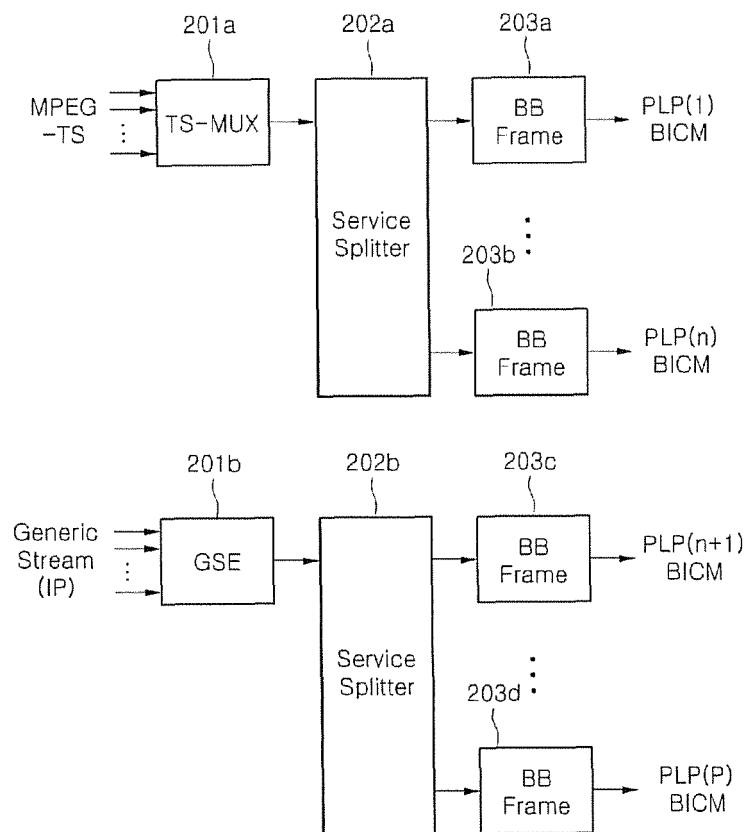 201a
202a
203a
MPEG
-TS
TS-MUX
Service
Splitter
BB
Frame
PLP(1)
BICM
203b
BB
Frame
PLP(n)
BICM
201b
202b
203c
Generic
Stream
(IP)
GSE
Service
Splitter
BB
Frame
PLP(n+1)
BICM
203d
BB
Frame
PLP(P)
BICM